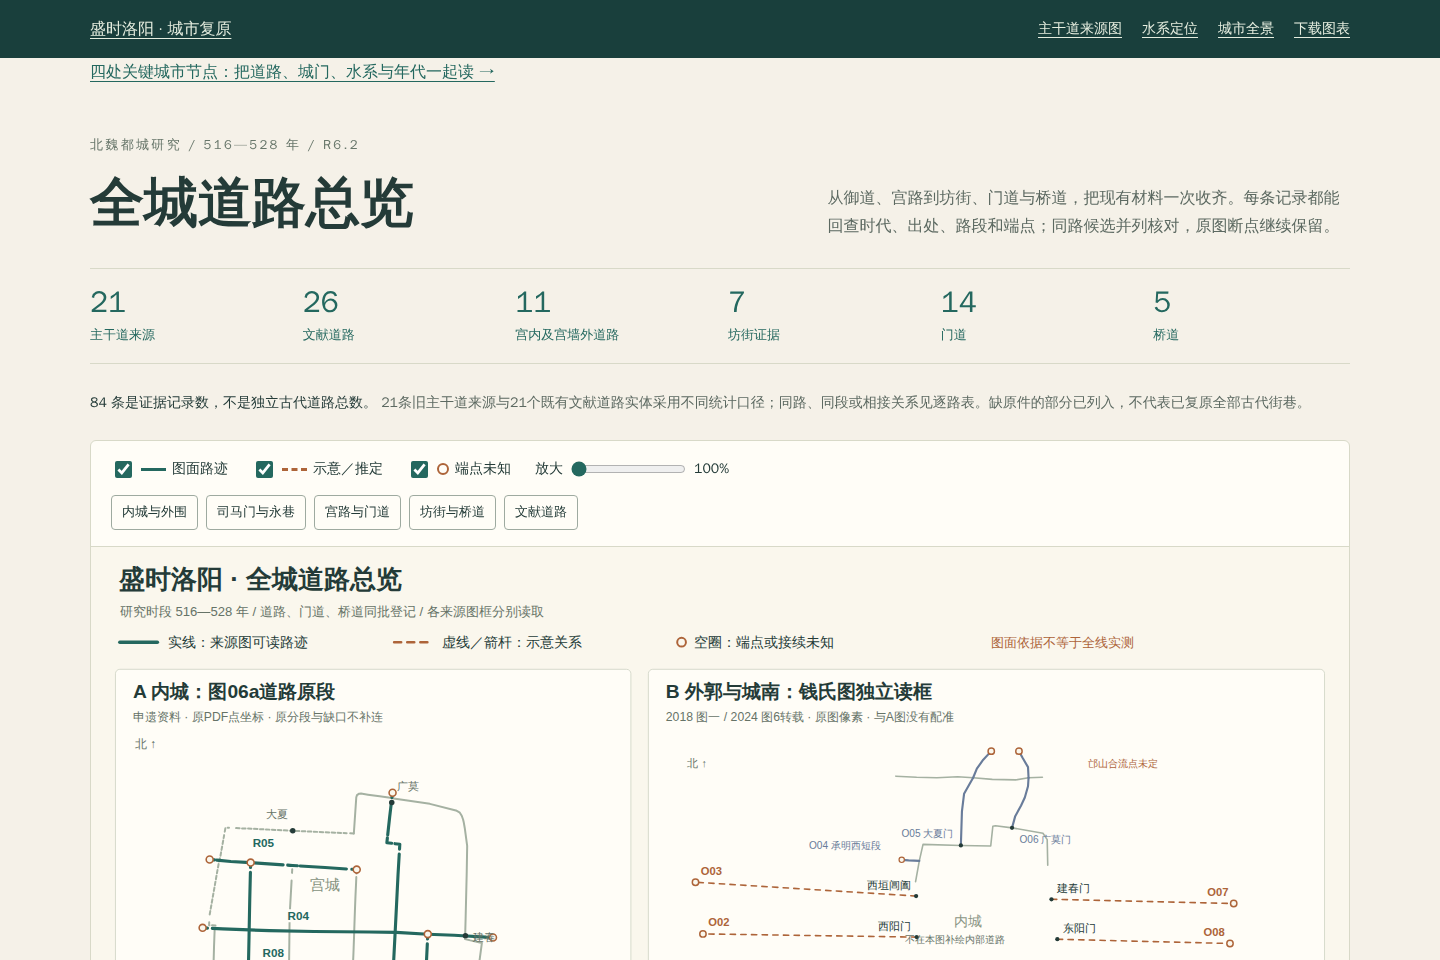 盛时洛阳 · 城市复原
主干道来源图 水系定位 城市全景 下载图表
四处关键城市节点：把道路、城门、水系与年代一起读 →
北魏都城研究 / 516—528 年 / R6.2
全城道路总览
从御道、宫路到坊街、门道与桥道，把现有材料一次收齐。每条记录都能
回查时代、出处、路段和端点；同路候选并列核对，原图断点继续保留。
21 26 11 7 14 5
主干道来源 文献道路 宫内及宫墙外道路 坊街证据 门道 桥道
84 条是证据记录数，不是独立古代道路总数。 21条旧主干道来源与21个既有文献道路实体采用不同统计口径；同路、同段或相接关系见逐路表。缺原件的部分已列入，不代表已复原全部古代街巷。
图面路迹 示意／推定 端点未知 放大 100%
内城与外围 司马门与永巷 宫路与门道 坊街与桥道 文献道路
盛时洛阳 · 全城道路总览
研究时段 516—528 年 / 道路、门道、桥道同批登记 / 各来源图框分别读取
实线：来源图可读路迹 虚线／箭杆：示意关系 空圈：端点或接续未知 图面依据不等于全线实测
A 内城：图06a道路原段
申遗资料 · 原PDF点坐标 · 原分段与缺口不补连
北 ↑
广莫
大夏
R05
宫城
R04
建春
R08
B 外郭与城南：钱氏图独立读框
2018 图一 / 2024 图6转载 · 原图像素 · 与A图没有配准
北 ↑
邙山合流点未定
O05 大夏门
O06 广莫门
O04 承明西短段
O03
西垣阊阖
建春门
O07
O02
西阳门
内城
东阳门
O08
不在本图补绘内部道路